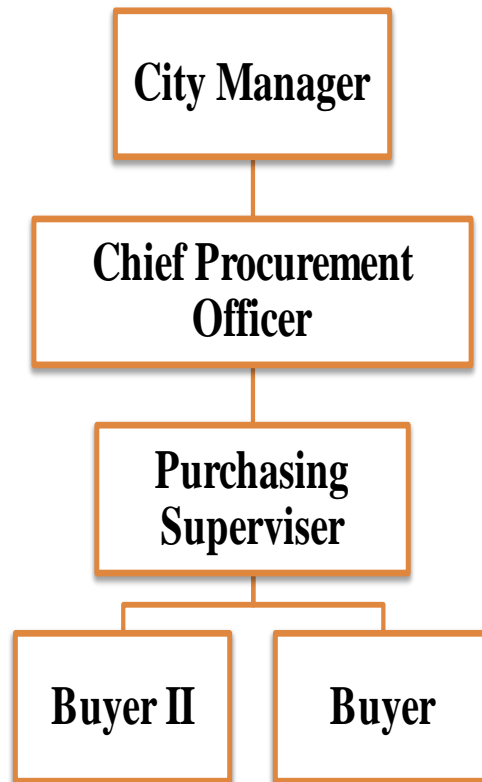 City Manager
Chief Procurement
Officer
Purchasing
Superviser
Buyer II
Buyer